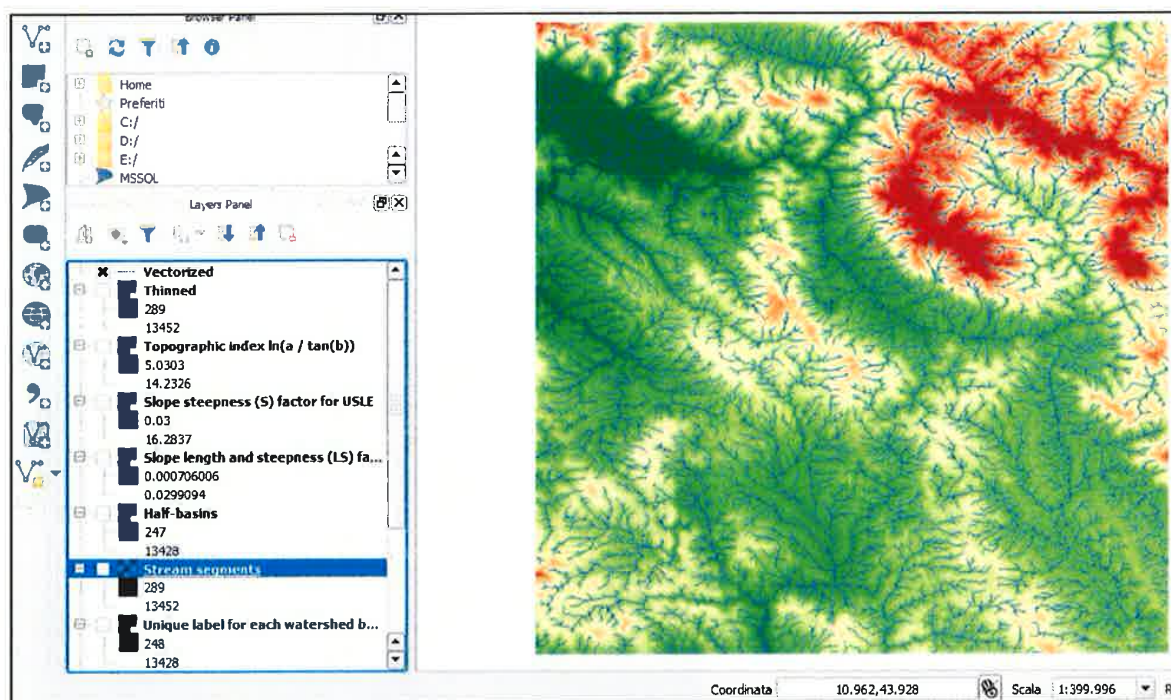 Browser Panel
Home
Preferiti
C:/
D:/
E:/
MSSQL
Layers Panel
Vectorized
Thinned
289
13452
Topographic index ln(a / tan(b))
5.0303
14.2326
Slope steepness (S) factor for USLE
0.03
16.2837
Slope length and steepness (LS) fa...
0.000706006
0.0299094
Half-basins
247
13428
Stream segments
289
13452
Unique label for each watershed b...
248
13428
Coordinata 10.962,43.928 Scala 1:399.996